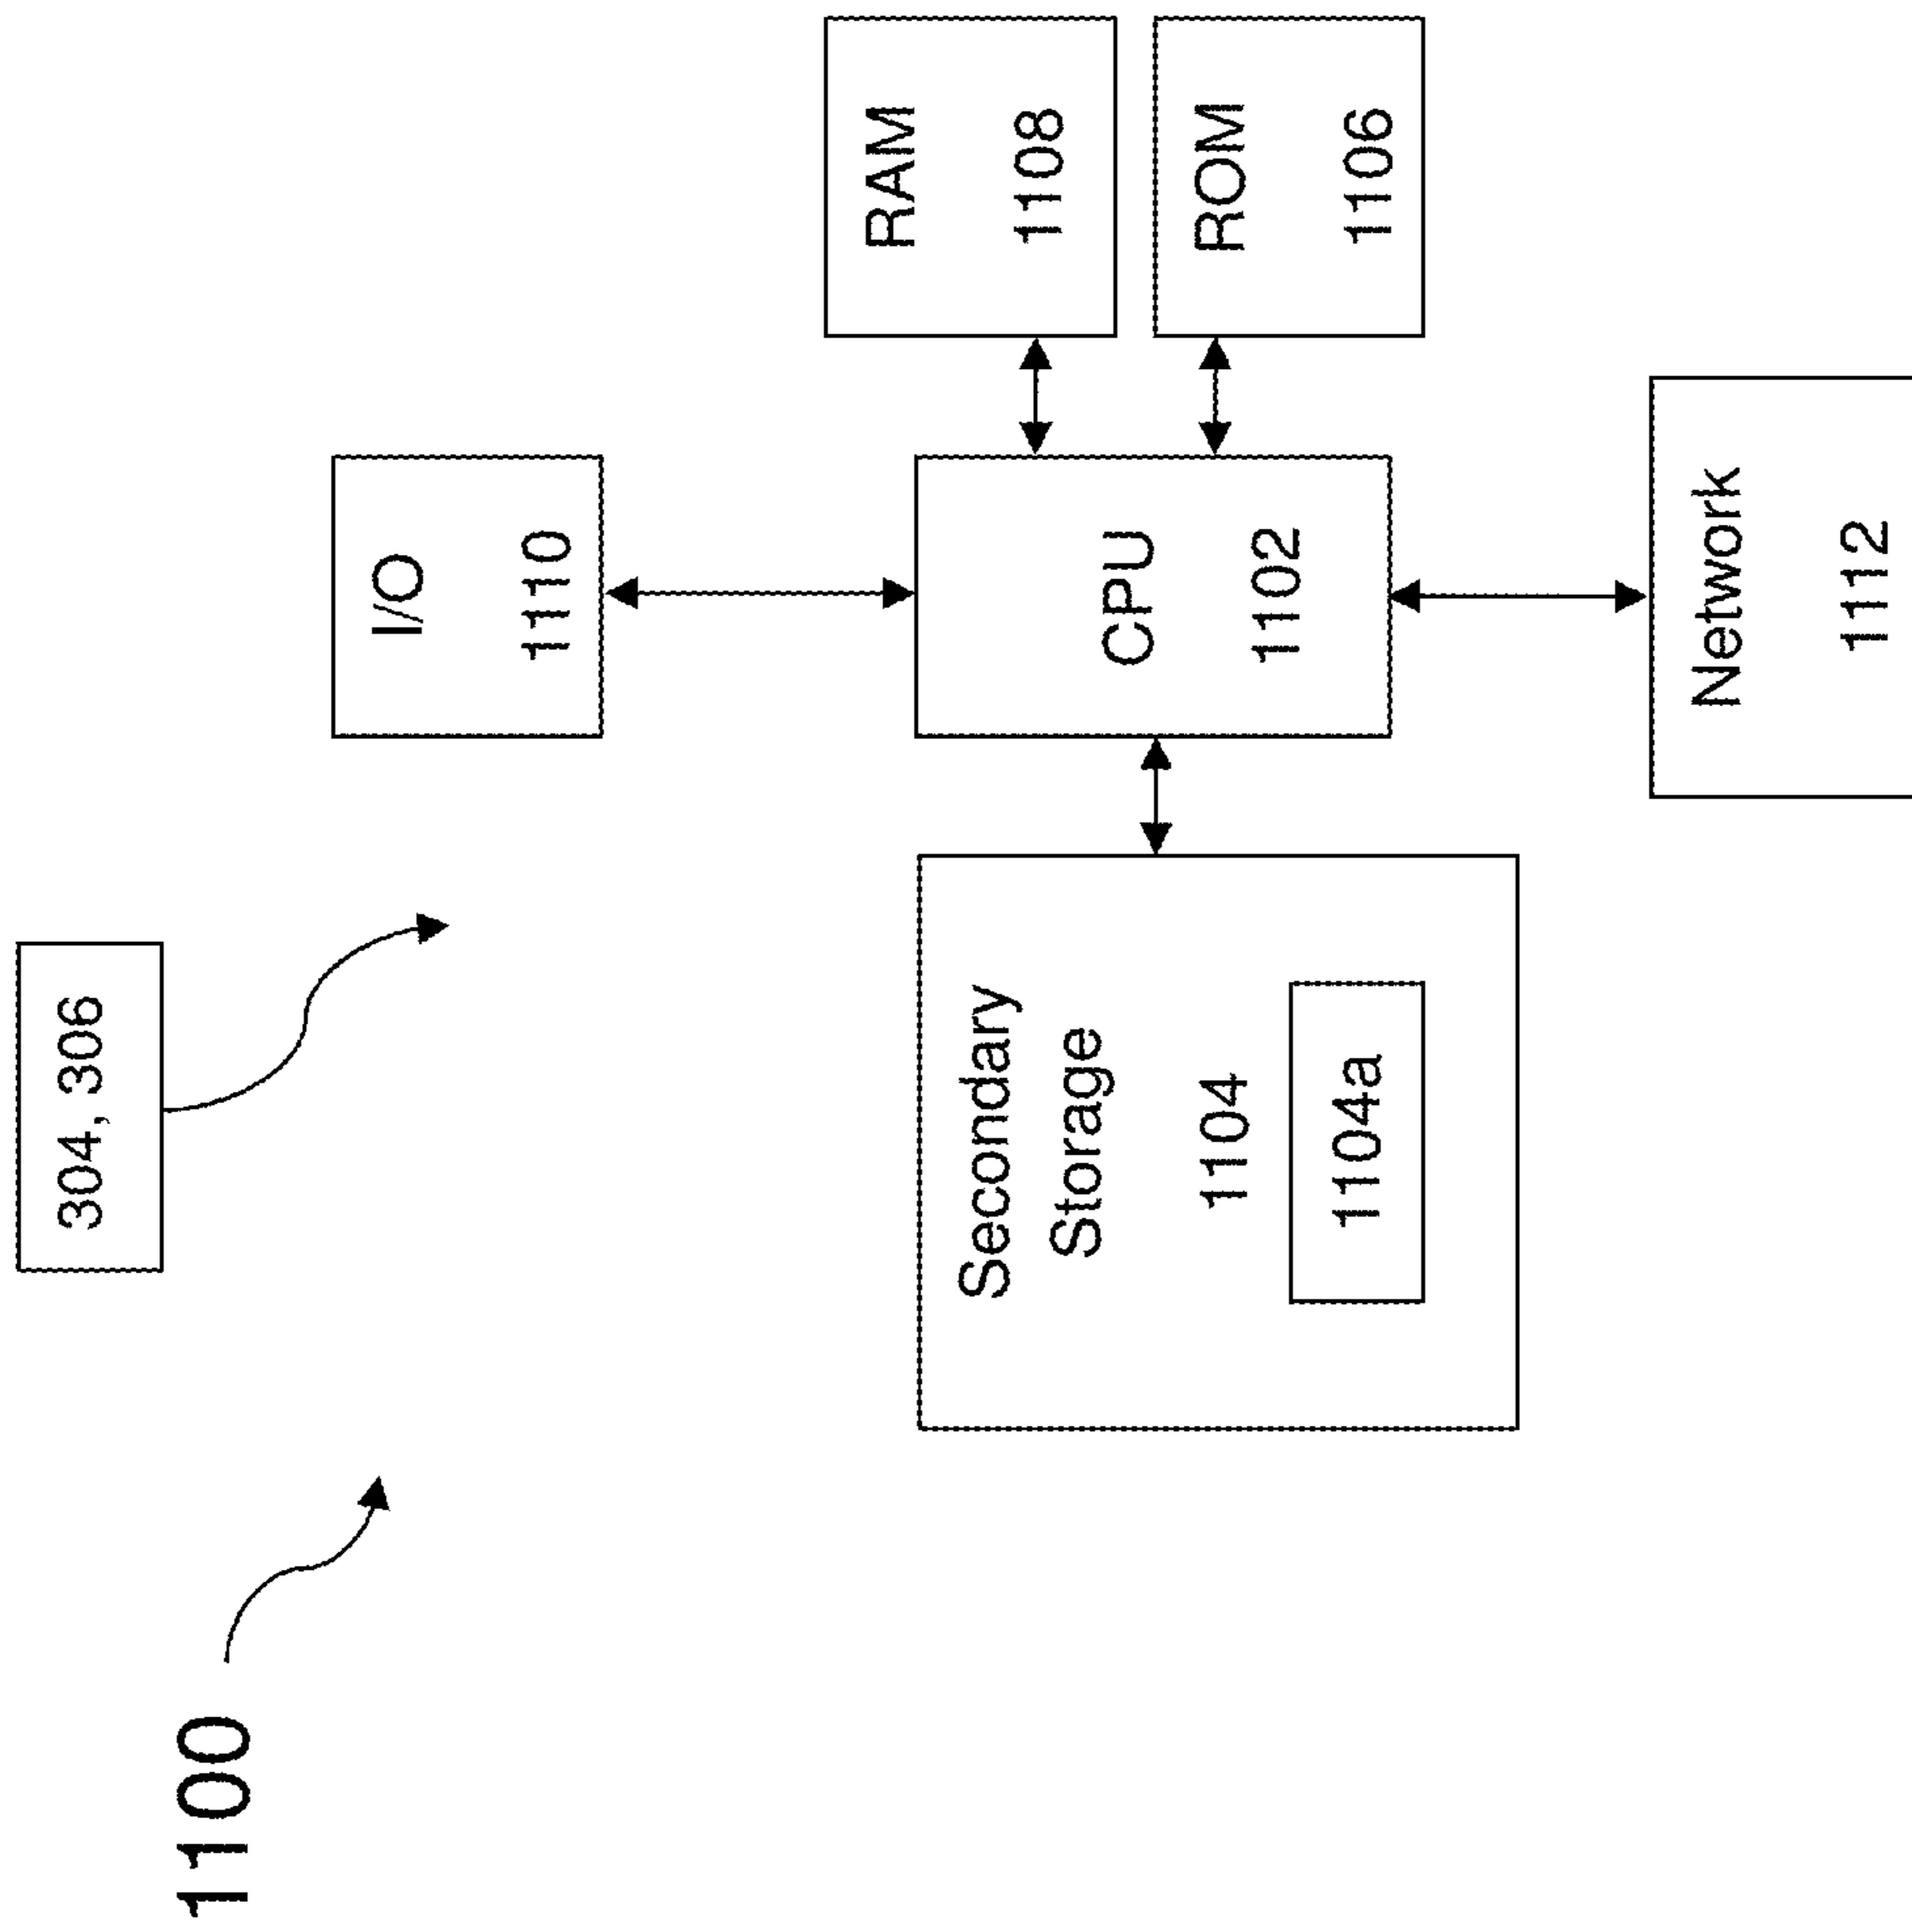 1100
304, 306
I/O
1110
Secondary
Storage
1104
1104a
CPU
1102
RAM
1108
ROM
1106
Network
1112